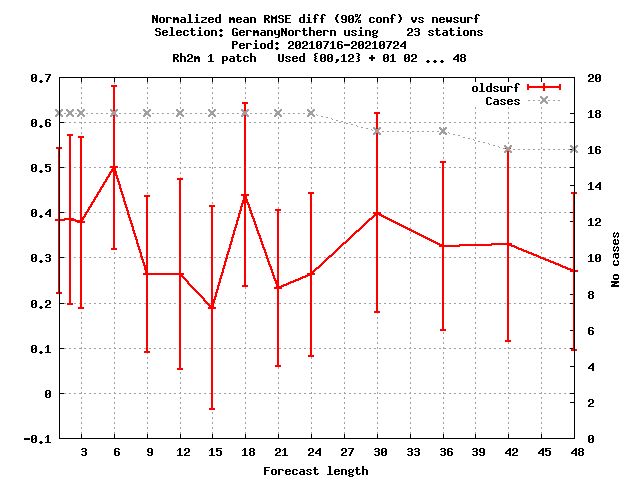 Normalized mean RMSE diff (90% conf) vs newsurf
Selection: GermanyNorthern using    23 stations
Period: 20210716-20210724
Rh2m 1 patch   Used {00,12} + 01 02 ... 48
oldsurf
Cases
0.7
0.6
0.5
0.4
0.3
0.2
0.1
0
-0.1
20
18
16
14
12
10
8
6
4
2
0
No cases
3 6 9 12 15 18 21 24 27 30 33 36 39 42 45 48
Forecast length